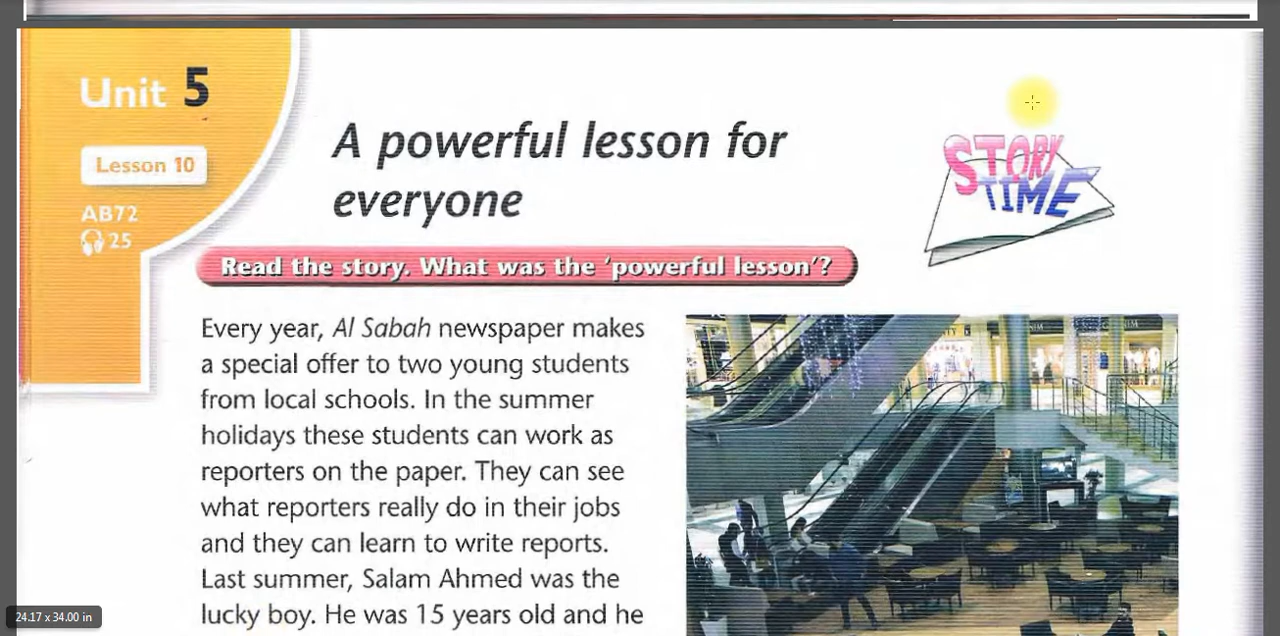 Unit 5
Lesson 10
AB72
25
A powerful lesson for
everyone
STORY
TIME
Read the story. What was the ‘powerful lesson’?
Every year, Al Sabah newspaper makes
a special offer to two young students
from local schools. In the summer
holidays these students can work as
reporters on the paper. They can see
what reporters really do in their jobs
and they can learn to write reports.
Last summer, Salam Ahmed was the
lucky boy. He was 15 years old and he
24.17 x 34.00 in